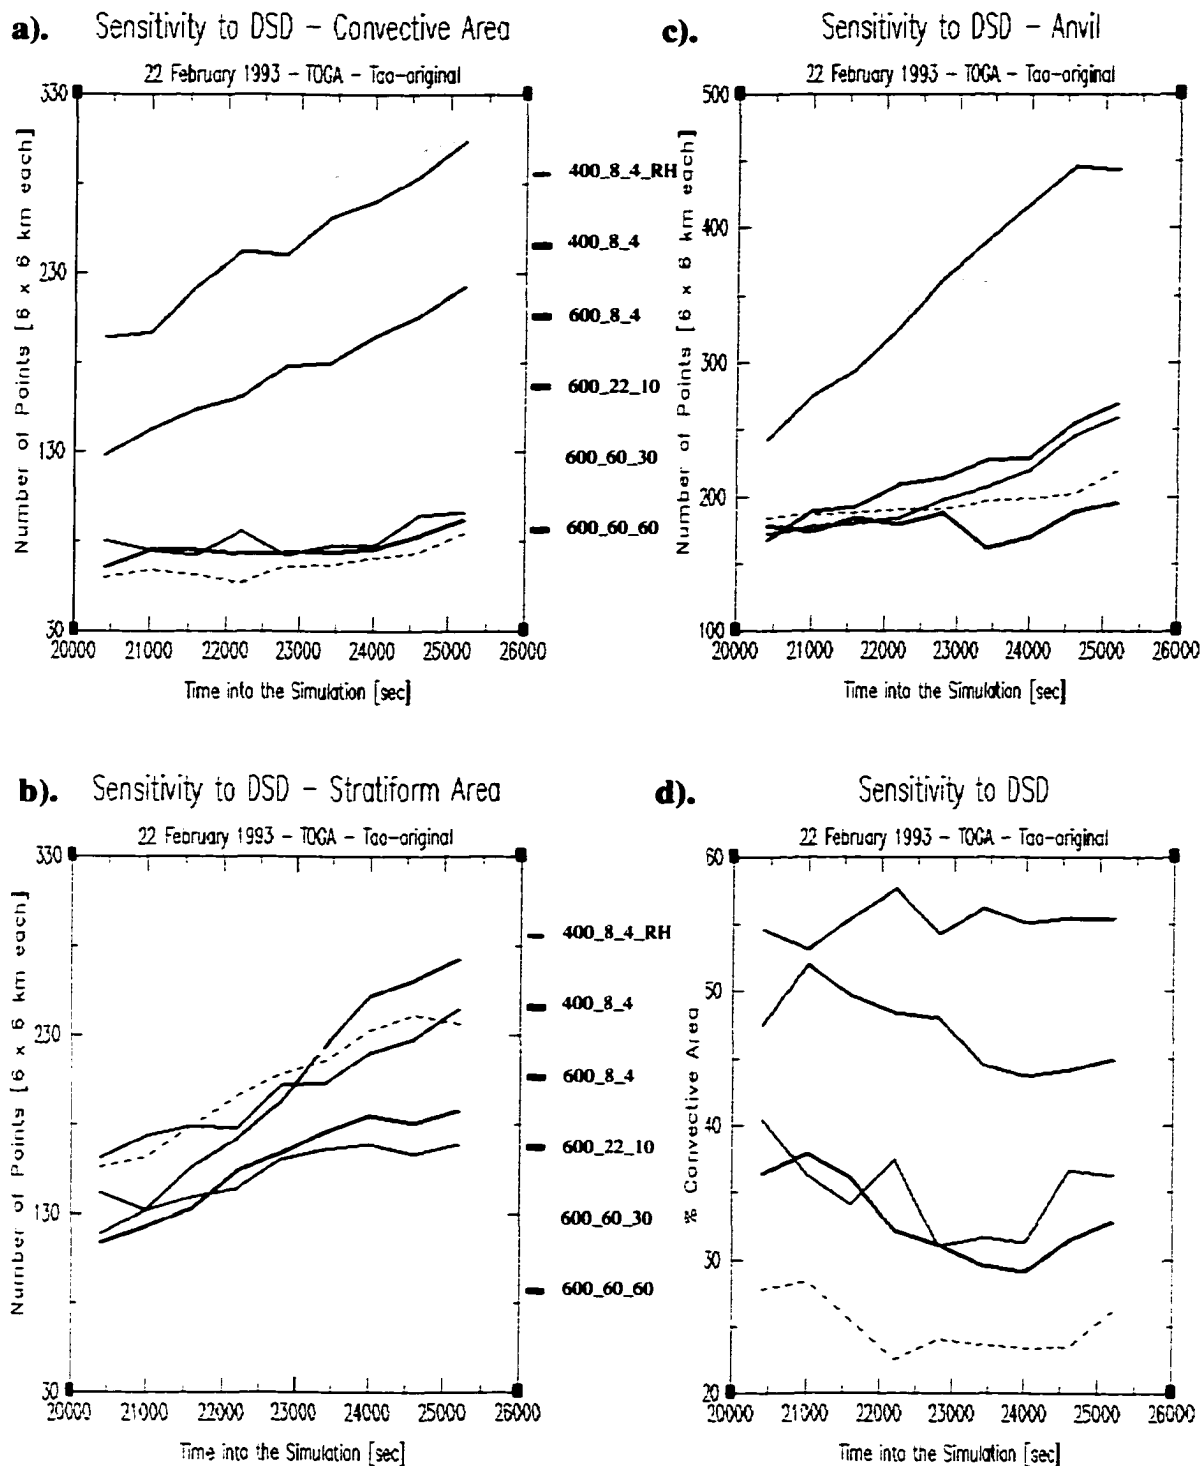 a). Sensitivity to DSD - Convective Area
22 February 1993 - TOGA - Tao-original
Number of Points [6 x 6 km each]
330
230
130
30
20000 21000 22000 23000 24000 25000 26000
Time into the Simulation [sec]
400_8_4_RH
400_8_4
600_8_4
600_22_10
600_60_30
600_60_60
c). Sensitivity to DSD - Anvil
22 February 1993 - TOGA - Tao-original
Number of Points [6 x 6 km each]
500
400
300
200
100
20000 21000 22000 23000 24000 25000 26000
Time into the Simulation [sec]
b). Sensitivity to DSD - Stratiform Area
22 February 1993 - TOGA - Tao-original
Number of Points [6 x 6 km each]
330
230
130
30
20000 21000 22000 23000 24000 25000 26000
Time into the Simulation [sec]
400_8_4_RH
400_8_4
600_8_4
600_22_10
600_60_30
600_60_60
d). Sensitivity to DSD
22 February 1993 - TOGA - Tao-original
% Convective Area
60
50
40
30
20
20000 21000 22000 23000 24000 25000 26000
Time into the Simulation [sec]